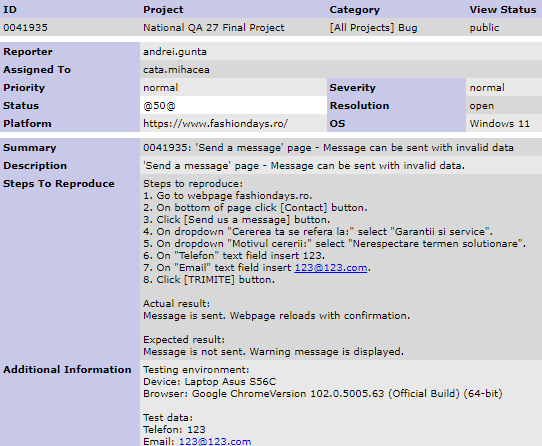 ID Project Category View Status
0041935 National QA 27 Final Project [All Projects] Bug public
Reporter andrei.gunta
Assigned To cata.mihacea
Priority normal Severity normal
Status @50@ Resolution open
Platform https://www.fashiondays.ro/ OS Windows 11
Summary 0041935: 'Send a message' page - Message can be sent with invalid data
Description 'Send a message' page - Message can be sent with invalid data.
Steps To Reproduce Steps to reproduce:
1. Go to webpage fashiondays.ro.
2. On bottom of page click [Contact] button.
3. Click [Send us a message] button.
4. On dropdown "Cererea ta se refera la:" select "Garantii si service".
5. On dropdown "Motivul cererii:" select "Nerespectare termen solutionare".
6. On "Telefon" text field insert 123.
7. On "Email" text field insert 123@123.com.
8. Click [TRIMITE] button.
Actual result:
Message is sent. Webpage reloads with confirmation.
Expected result:
Message is not sent. Warning message is displayed.
Additional Information Testing environment:
Device: Laptop Asus S56C
Browser: Google ChromeVersion 102.0.5005.63 (Official Build) (64-bit)
Test data:
Telefon: 123
Email: 123@123.com